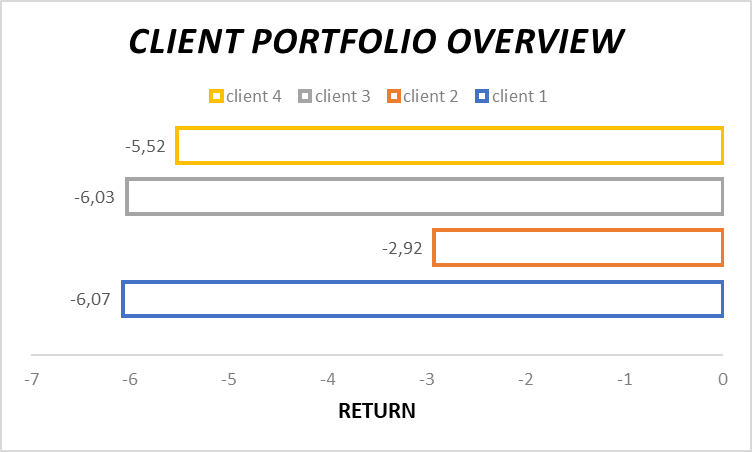 CLIENT PORTFOLIO OVERVIEW
client 4 client 3 client 2 client 1
-5,52
-6,03
-2,92
-6,07
-7 -6 -5 -4 -3 -2 -1 0
RETURN